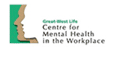 Great-West Life
Centre for
Mental Health
in the Workplace